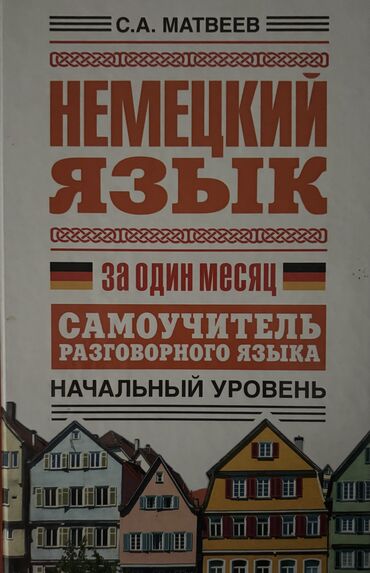 С.А. МАТВЕЕВ
НЕМЕЦКИЙ
ЯЗЫК
ЗА ОДИН МЕСЯЦ
САМОУЧИТЕЛЬ
РАЗГОВОРНОГО ЯЗЫКА
НАЧАЛЬНЫЙ УРОВЕНЬ